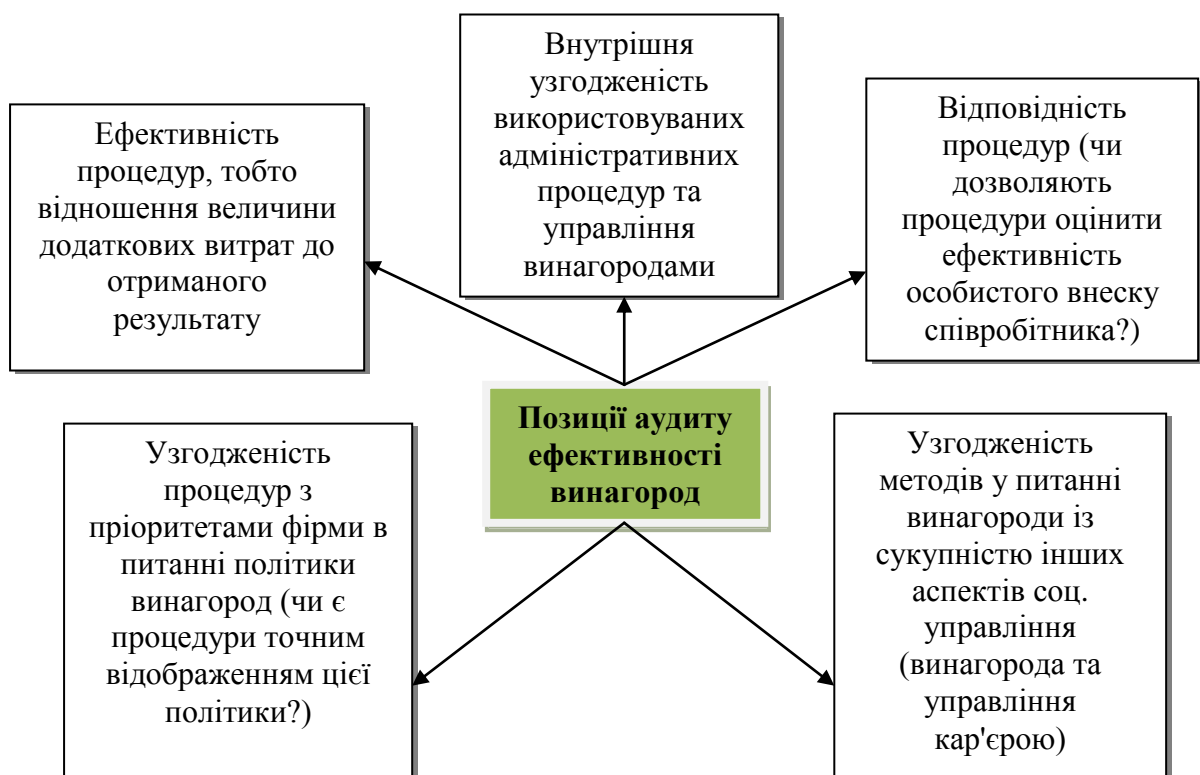 Ефективність
процедур, тобто
відношення величини
додаткових витрат до
отриманого
результату
Внутрішня
узгодженість
використовуваних
адміністративних
процедур та
управління
винагородами
Відповідність
процедур (чи
дозволяють
процедури оцінити
ефективність
особистого внеску
співробітника?)
Позиції аудиту
ефективності
винагород
Узгодженість
процедур з
пріоритетами фірми в
питанні політики
винагород (чи є
процедури точним
відображенням цієї
політики?)
Узгодженість
методів у питанні
винагороди із
сукупністю інших
аспектів соц.
управління
(винагорода та
управління
кар'єрою)